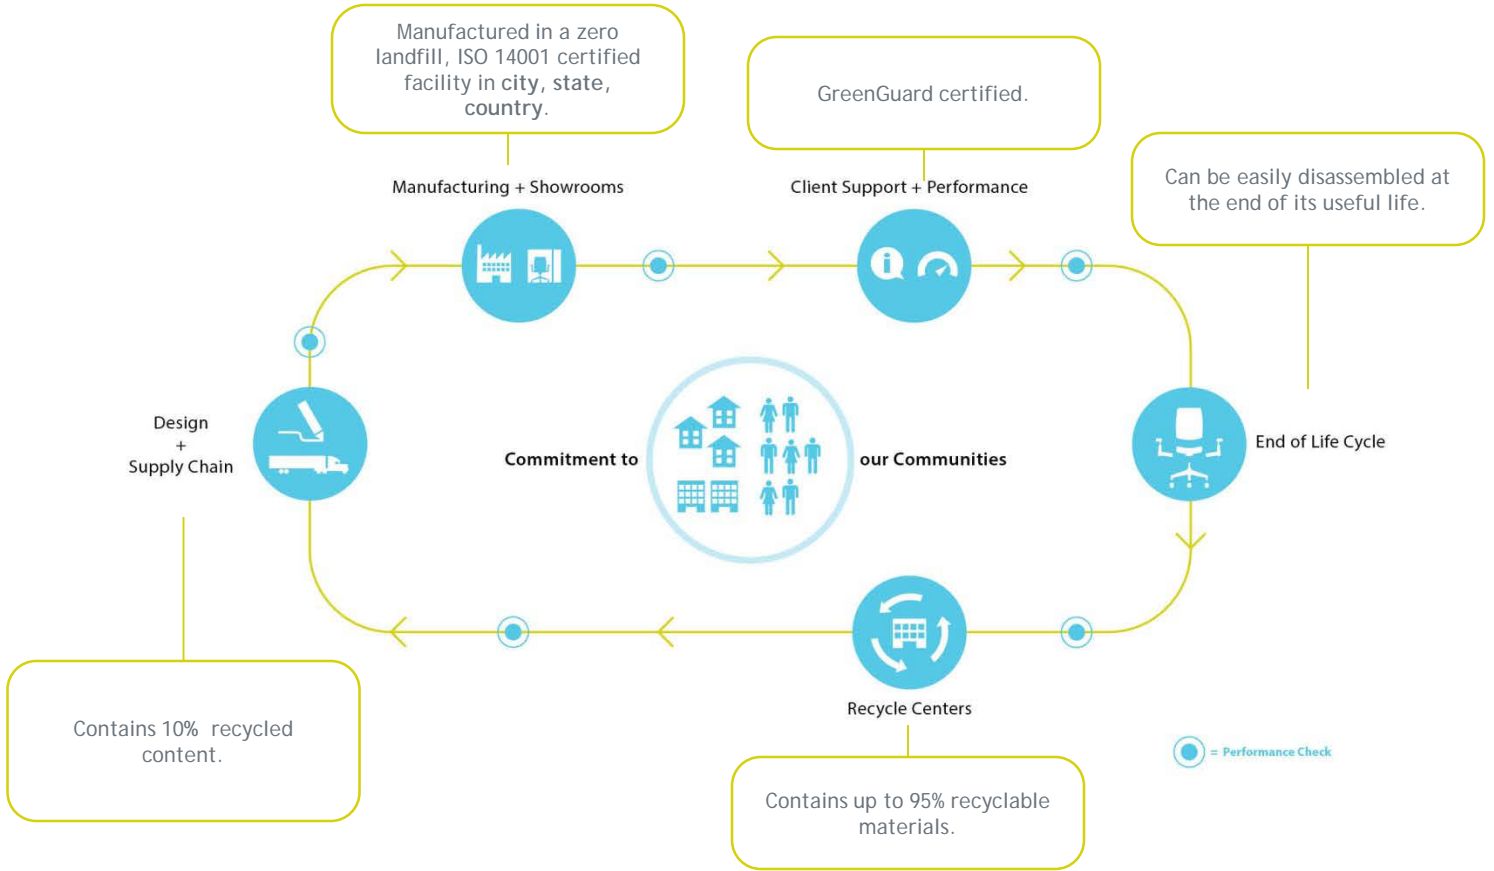 Manufactured in a zero
landfill, ISO 14001 certified
facility in city, state,
country.
GreenGuard certified.
Can be easily disassembled at
the end of its useful life.
Manufacturing + Showrooms
Client Support + Performance
Design
+
Supply Chain
Commitment to
our Communities
End of Life Cycle
Recycle Centers
Contains 10% recycled
content.
Contains up to 95% recyclable
materials.
= Performance Check